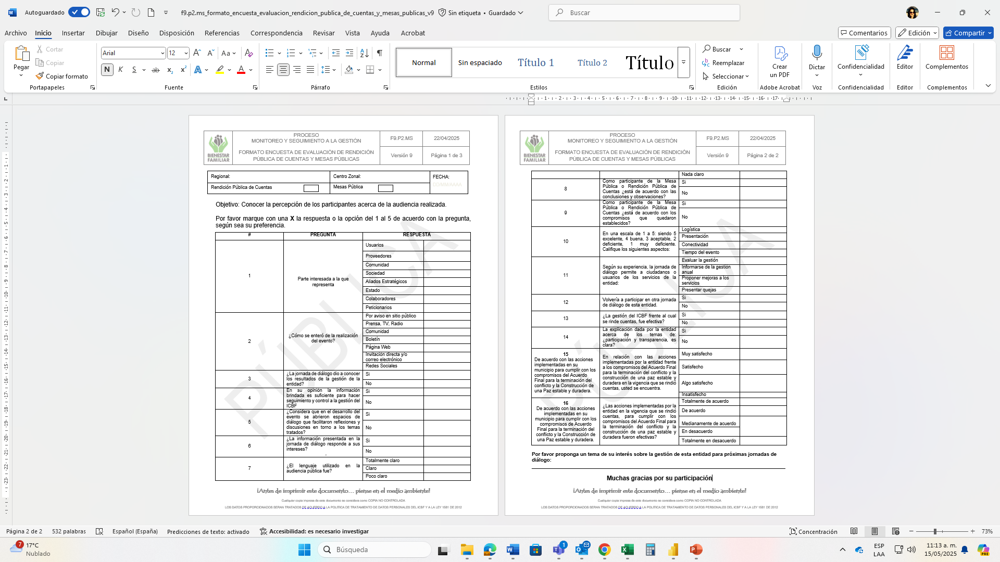 Autoguardado
f9.p2.ms_formato_encuesta_evaluacion_rendicion_publica_de_cuentas_y_mesas_publicas_v9
Sin etiqueta • Guardado
Buscar
Archivo
Inicio
Insertar
Dibujar
Diseño
Disposición
Referencias
Correspondencia
Revisar
Vista
Ayuda
Acrobat
Comentarios
Edición
Compartir
Pegar
Cortar
Copiar
Copiar formato
Portapapeles
Arial
12
Fuente
Párrafo
Normal
Sin espaciado
Título 1
Título 2
Título
Estilos
Buscar
Reemplazar
Seleccionar
Edición
Crear un PDF
Adobe Acrobat
Dictar
Voz
Confidencialidad
Confidencialidad
Editor
Editor
Complementos
Complementos
BIENESTAR
FAMILIAR
PROCESO
MONITOREO Y SEGUIMIENTO A LA GESTIÓN
FORMATO ENCUESTA DE EVALUACIÓN DE RENDICIÓN
PÚBLICA DE CUENTAS Y MESAS PÚBLICAS
F9.P2.MS
22/04/2025
Versión 9
Página 1 de 3
Regional:
Centro Zonal:
FECHA:
DD/MM/AAAA
Rendición Pública de Cuentas
Mesas Pública
Objetivo: Conocer la percepción de los participantes acerca de la audiencia realizada.
Por favor marque con una X la respuesta o la opción del 1 al 5 de acuerdo con la pregunta,
según sea su preferencia.
PÚBLICA
# PREGUNTA RESPUESTA
1
Parte interesada a la que
representa
Usuarios
Proveedores
Comunidad
Sociedad
Aliados Estratégicos
Estado
Colaboradores
Peticionarios
2
¿Cómo se enteró de la realización
del evento?
Por aviso en sitio público
Prensa, TV, Radio
Comunidad
Boletín
Página Web
Invitación directa y/o
correo electrónico
Redes Sociales
3
¿La jornada de diálogo dio a conocer
los resultados de la gestión de la
entidad?
Si
No
4
En su opinión la información
brindada es suficiente para hacer
seguimiento y control a la gestión del
ICBF
Si
No
5
¿Considera que en el desarrollo del
evento se abrieron espacios de
diálogo que facilitaron reflexiones y
discusiones en torno a los temas
tratados?
Si
No
6
¿La información presentada en la
jornada de diálogo responde a sus
intereses?
.
Si
No
7
¿El lenguaje utilizado en la
audiencia pública fue?
Totalmente claro
Claro
Poco claro
¡Antes de imprimir este documento… piense en el medio ambiente!
Cualquier copia impresa de este documento se considera como COPIA NO CONTROLADA
LOS DATOS PROPORCIONADOS SERAN TRATADOS DE ACUERDO A LA POLITICA DE TRATAMIENTO DE DATOS PERSONALES DEL ICBF Y A LA LEY 1581 DE 2012
BIENESTAR
FAMILIAR
PROCESO
MONITOREO Y SEGUIMIENTO A LA GESTIÓN
FORMATO ENCUESTA DE EVALUACIÓN DE RENDICIÓN
PÚBLICA DE CUENTAS Y MESAS PÚBLICAS
F9.P2.MS
22/04/2025
Versión 9
Página 2 de 2
PÚBLICA
Nada claro
8
Como participante de la Mesa
Pública o Rendición Pública de
Cuentas ¿está de acuerdo con las
conclusiones y observaciones?
Si
No
9
Como participante de la Mesa
Pública o Rendición Pública de
Cuentas ¿está de acuerdo con los
compromisos que quedaron
establecidos?
Si
No
10
En una escala de 1 a 5: siendo 5
excelente, 4 buena, 3 aceptable, 2
deficiente, 1 muy deficiente.
Califique los siguientes aspectos:
Logística
Presentación
Conectividad
Tiempo del evento
11
Según su experiencia, la jornada de
diálogo permite a ciudadanos o
usuarios de los servicios de la
entidad:
Evaluar la gestión
Informarse de la gestión
anual
Proponer mejoras a los
servicios
Presentar quejas
12
Volvería a participar en otra jornada
de diálogo de esta entidad.
Si
No
13
¿La gestión del ICBF frente al cual
se rinde cuentas, fue efectiva?
Si
No
14
La explicación dada por la entidad
acerca de los temas de:
¿participación y transparencia, es
clara?
Si
No
15
De acuerdo con las acciones
implementadas en su
municipio para cumplir con los
compromisos del Acuerdo
Final para la terminación del
conflicto y la Construcción de
una Paz estable y duradera.
En relación con las acciones
implementadas por la entidad frente
a los compromisos del Acuerdo Final
para la terminación del conflicto y la
construcción de una paz estable y
duradera en la vigencia que se rindió
cuentas, usted se encuentra.
Muy satisfecho
Satisfecho
Algo satisfecho
Insatisfecho
16
De acuerdo con las acciones
implementadas en su
municipio para cumplir con los
compromisos de Acuerdo
Final para la terminación del
conflicto y la Construcción de
una Paz estable y duradera.
¿Las acciones implementadas por la
entidad en la vigencia que se rindió
cuentas, para cumplir con los
compromisos del Acuerdo Final para
la terminación del conflicto y la
construcción de una paz estable y
duradera fueron efectivas?
Totalmente de acuerdo
De acuerdo
Medianamente de acuerdo
En desacuerdo
Totalmente en desacuerdo
Por favor proponga un tema de su interés sobre la gestión de esta entidad para próximas jornadas de
diálogo:
Muchas gracias por su participación
¡Antes de imprimir este documento… piense en el medio ambiente!
Cualquier copia impresa de este documento se considera como COPIA NO CONTROLADA
LOS DATOS PROPORCIONADOS SERAN TRATADOS DE ACUERDO A LA POLITICA DE TRATAMIENTO DE DATOS PERSONALES DEL ICBF Y A LA LEY 1581 DE 2012
Página 2 de 2
532 palabras
Español (España)
Predicciones de texto: activado
Accesibilidad: es necesario investigar
Concentración
73%
7
17°C
Nublado
Búsqueda
1
ESP
LAA
11:13 a. m.
15/05/2025
PRE